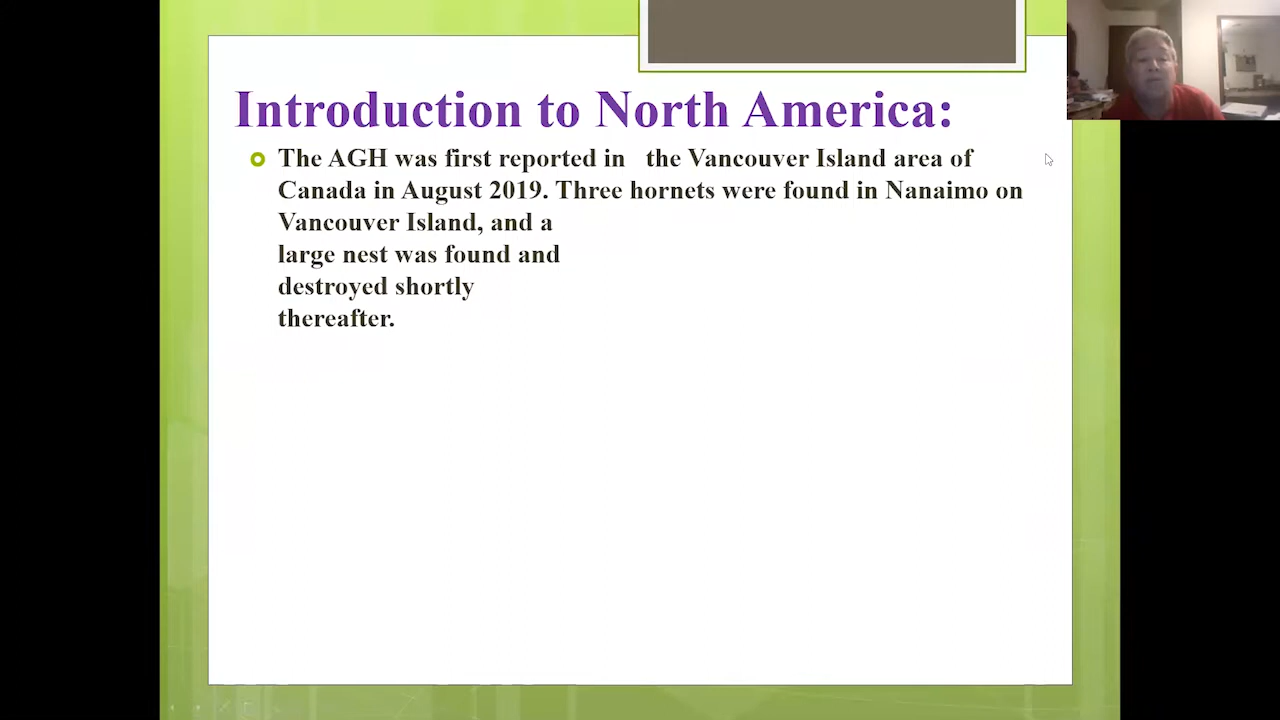 Introduction to North America:
The AGH was first reported in the Vancouver Island area of
Canada in August 2019. Three hornets were found in Nanaimo on
Vancouver Island, and a
large nest was found and
destroyed shortly
thereafter.